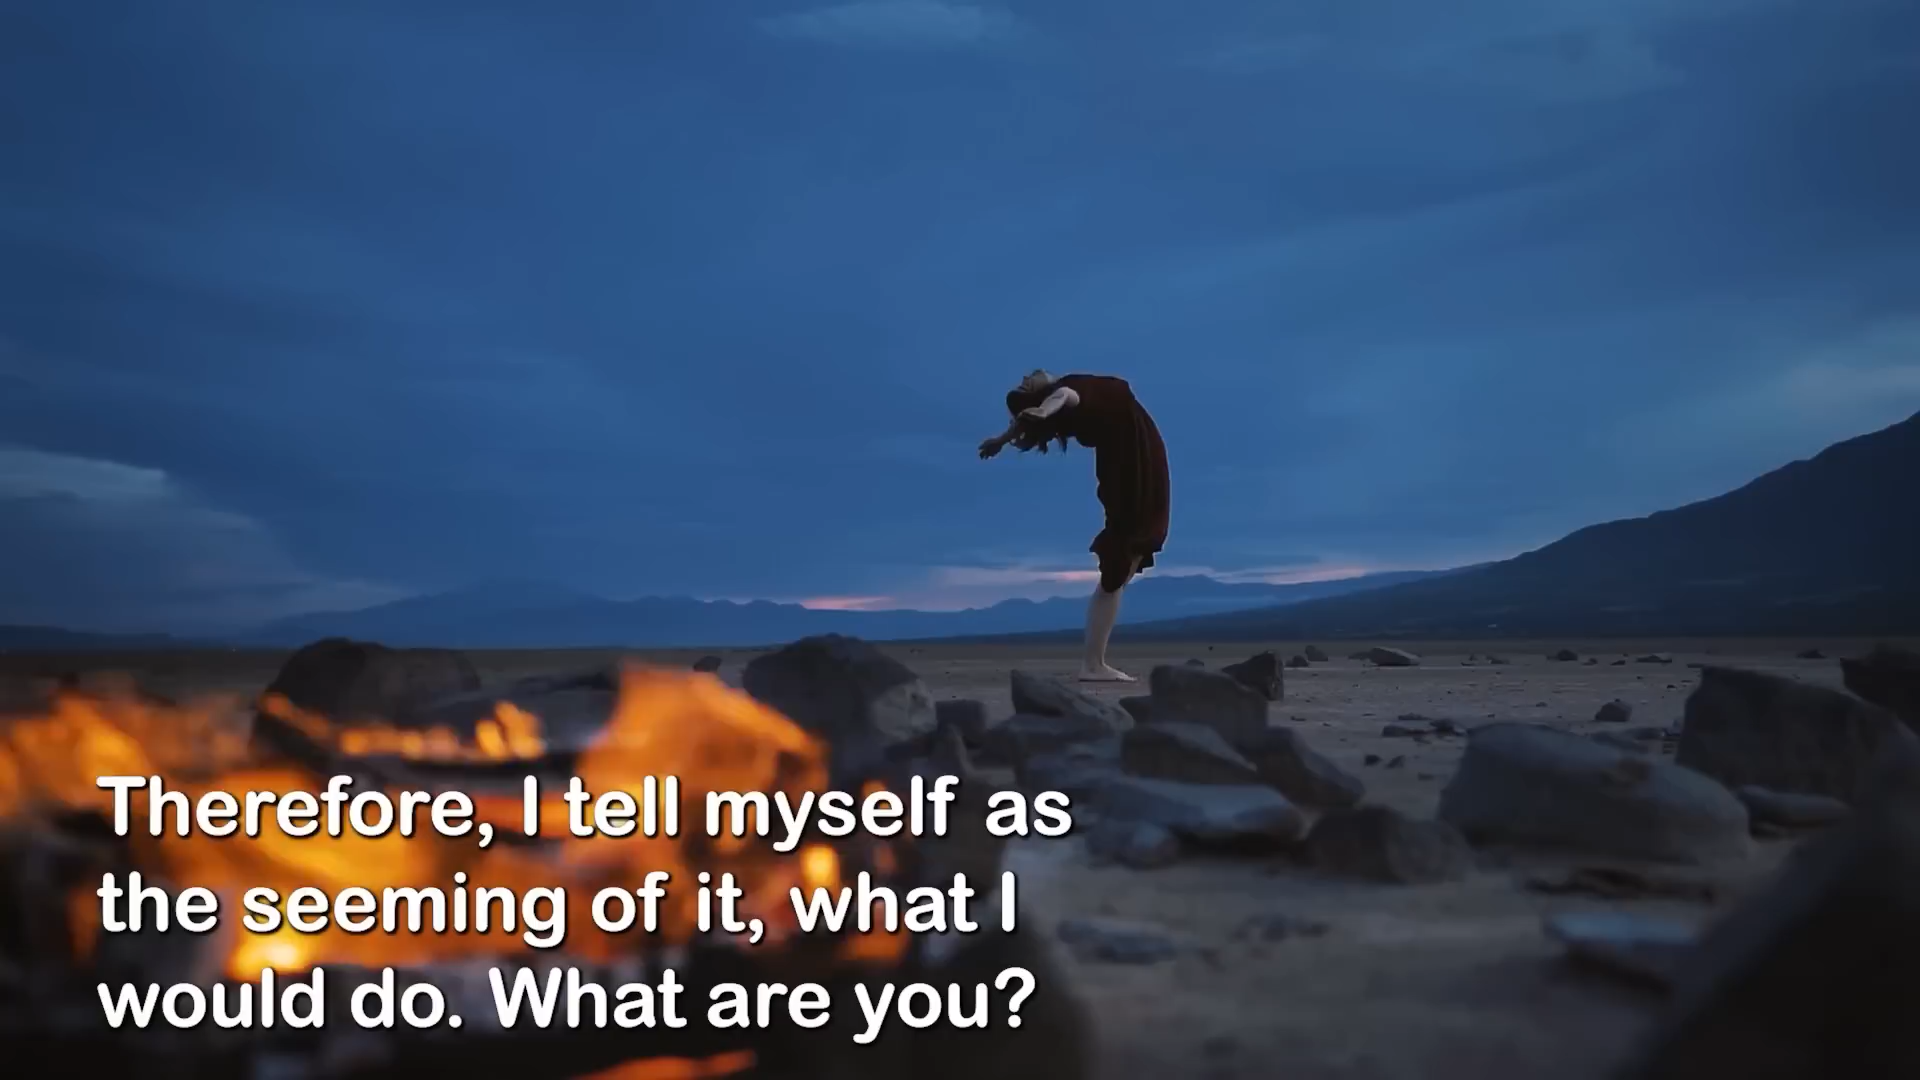 Therefore, I tell myself as
the seeming of it, what I
would do. What are you?